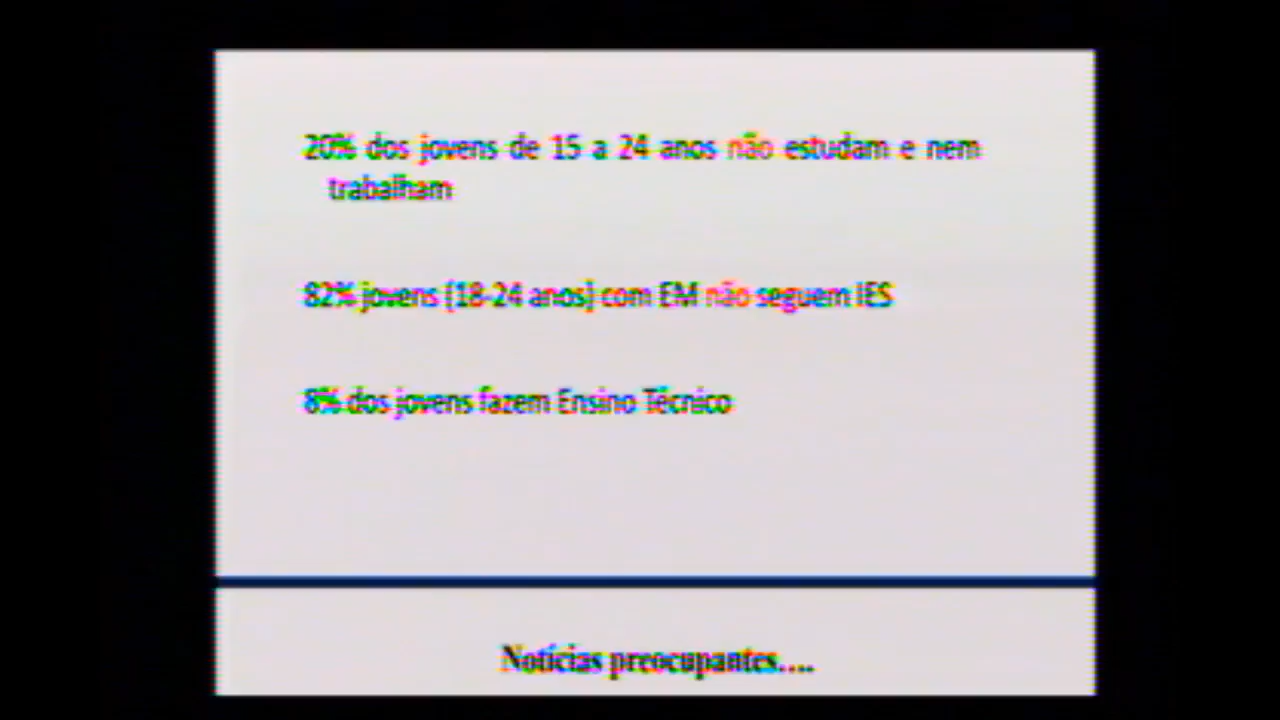 20% dos jovens de 15 a 24 anos não estudam e nem
trabalham
82% jovens (18-24 anos) com EM não seguem IES
8% dos jovens fazem Ensino Técnico
Notícias preocupantes....